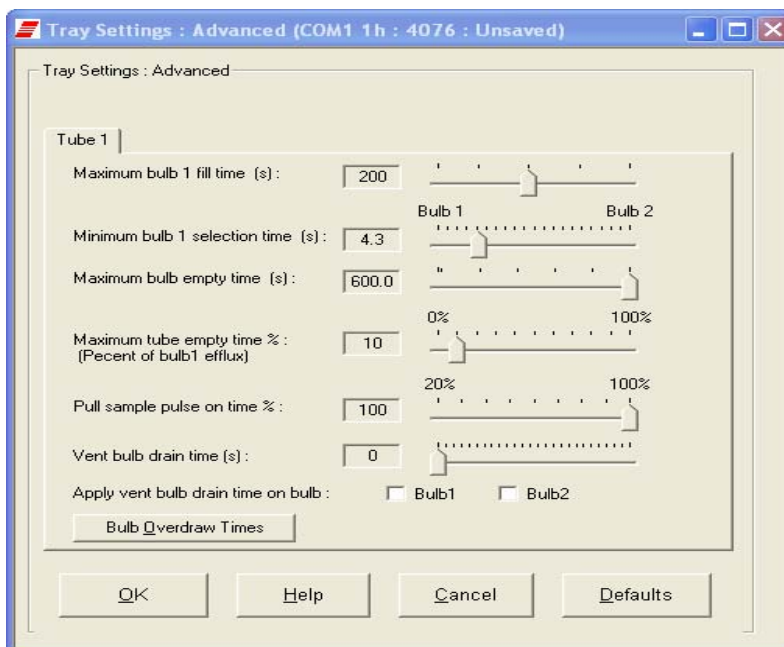 Tray Settings : Advanced (COM1 1h : 4076 : Unsaved)
Tray Settings : Advanced
Tube 1
Maximum bulb 1 fill time (s) : 200
Bulb 1 Bulb 2
Minimum bulb 1 selection time (s) : 4.3
Maximum bulb empty time (s) : 600.0
0% 100%
Maximum tube empty time % : 10
(Pecent of bulb1 efflux)
20% 100%
Pull sample pulse on time % : 100
Vent bulb drain time (s) : 0
Apply vent bulb drain time on bulb : Bulb1 Bulb2
Bulb Overdraw Times
OK Help Cancel Defaults